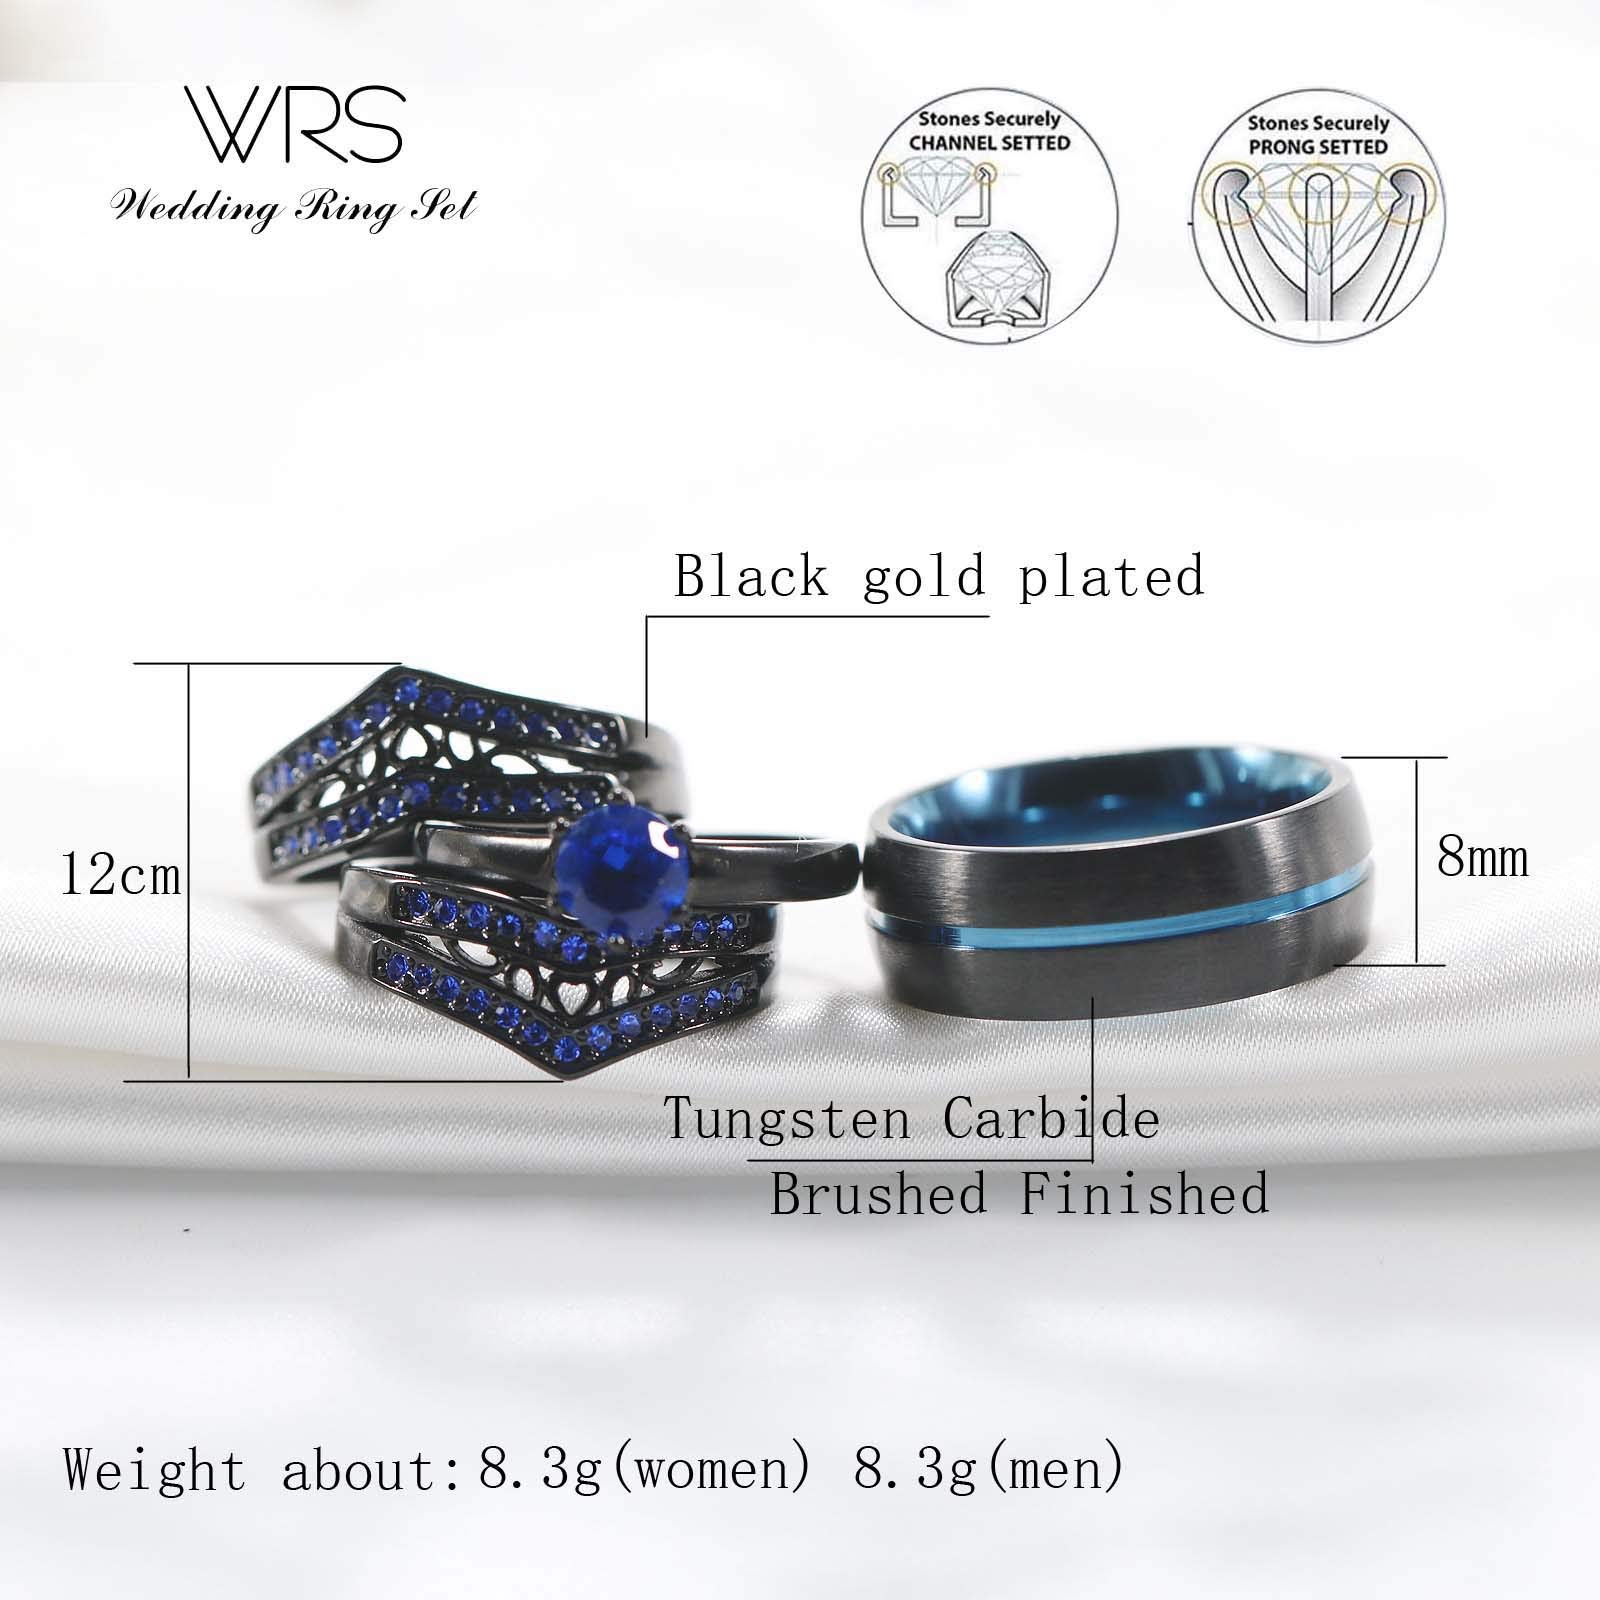 WRS
Wedding Ring Set
Stones Securely
CHANNEL SETTED
Stones Securely
PRONG SETTED
Black gold plated
12cm
8mm
Tungsten Carbide
Brushed Finished
Weight about: 8.3g(women) 8.3g(men)